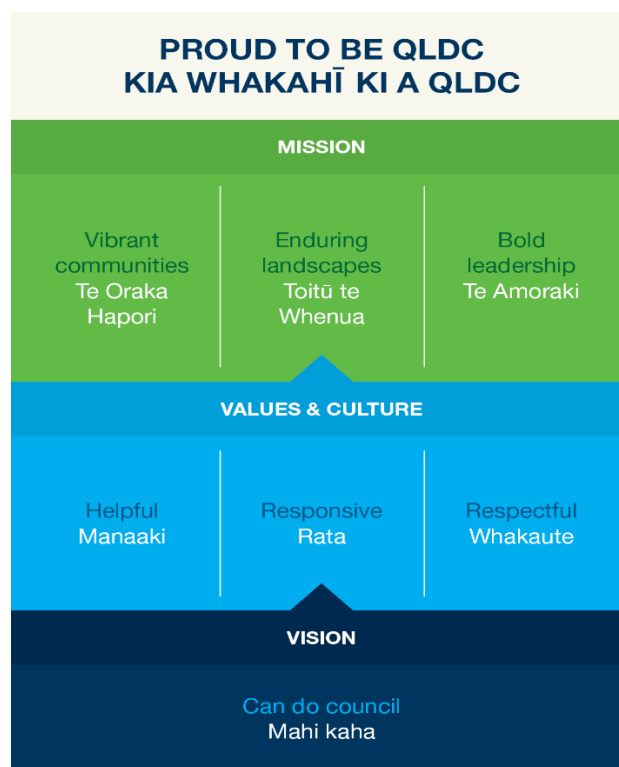 PROUD TO BE QLDC
KIA WHAKAHĪ KI A QLDC
MISSION
Vibrant
communities
Te Oraka
Hapori
Enduring
landscapes
Toitū te
Whenua
Bold
leadership
Te Amoraki
VALUES & CULTURE
Helpful
Manaaki
Responsive
Rata
Respectful
Whakaute
VISION
Can do council
Mahi kaha